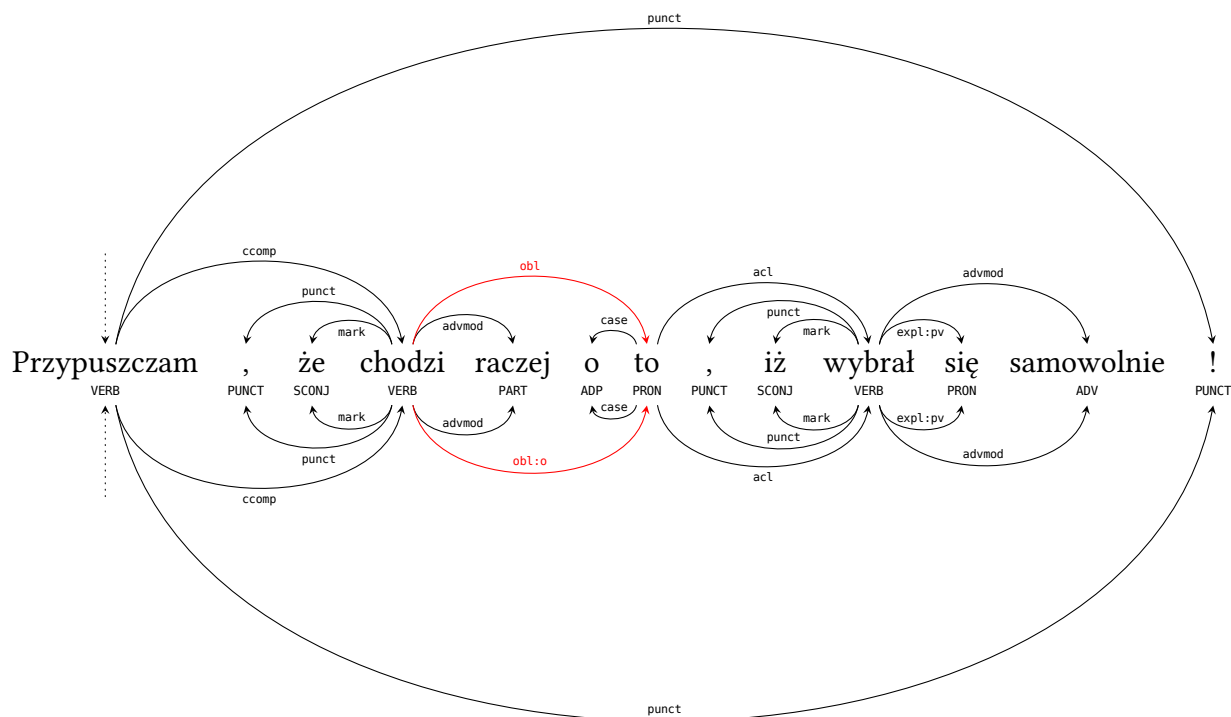 punct
ccomp
obl
acl
advmod
punct
punct
case
mark
advmod
mark
expl:pv
Przypuszczam , że chodzi raczej o to , iż wybrał się samowolnie !
VERB PUNCT SCONJ VERB PART ADP PRON PUNCT SCONJ VERB PRON ADV PUNCT
mark
advmod
case
mark
expl:pv
punct
obl:o
punct
advmod
ccomp
acl
punct